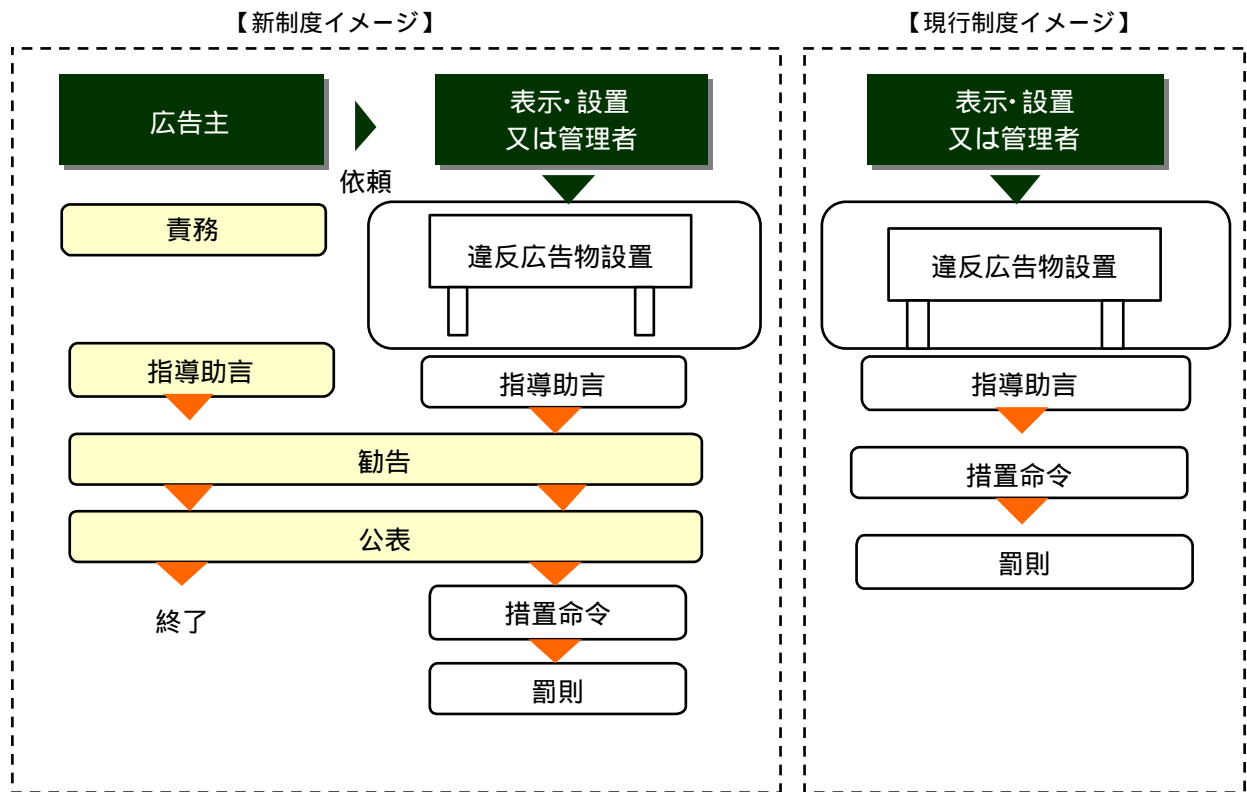 【新制度イメージ】
広告主
依頼
表示・設置
又は管理者
責務
違反広告物設置
指導助言
指導助言
勧告
公表
終了
措置命令
罰則
【現行制度イメージ】
表示・設置
又は管理者
違反広告物設置
指導助言
措置命令
罰則